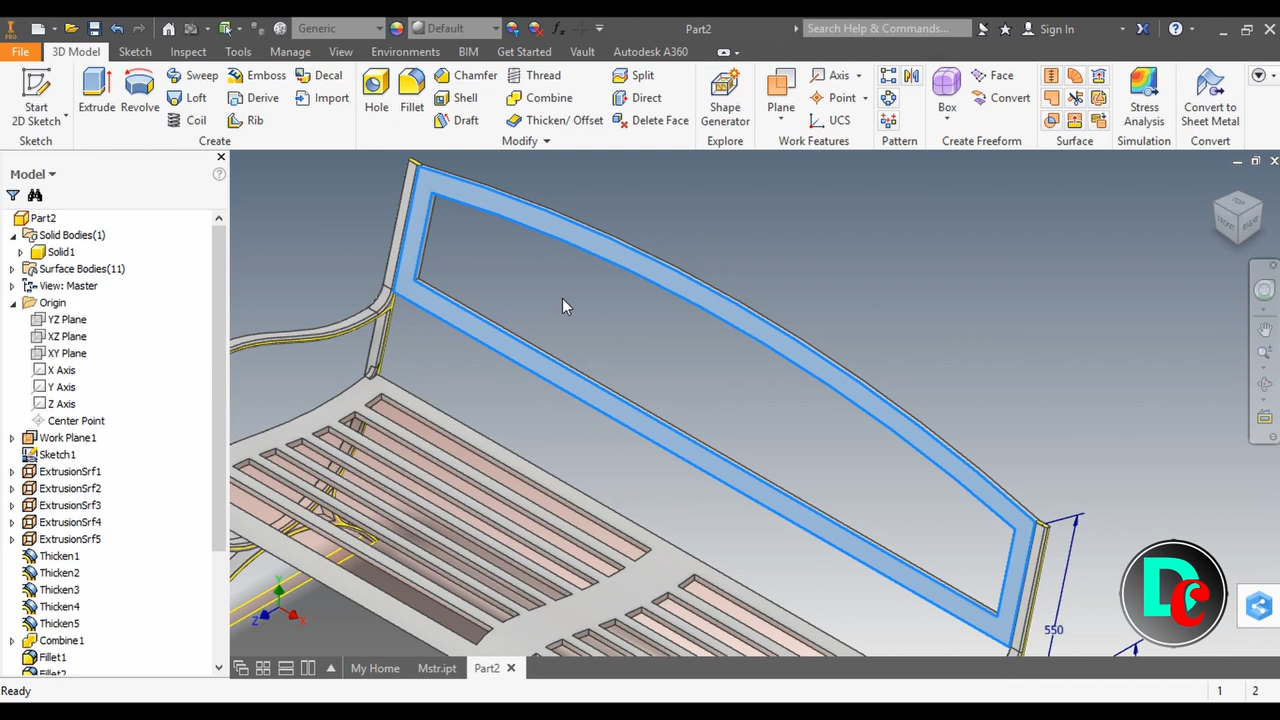 Generic
Default
Part2
Search Help & Commands...
Sign In
File
3D Model
Sketch
Inspect
Tools
Manage
View
Environments
BIM
Get Started
Vault
Autodesk A360
Start
2D Sketch
Extrude
Revolve
Sweep
Loft
Coil
Emboss
Derive
Rib
Decal
Import
Hole
Fillet
Chamfer
Shell
Draft
Thread
Combine
Thicken/ Offset
Split
Direct
Delete Face
Shape
Generator
Plane
Axis
Point
UCS
Box
Face
Convert
Stress
Analysis
Convert to
Sheet Metal
Sketch
Create
Modify
Explore
Work Features
Pattern
Create Freeform
Surface
Simulation
Convert
Model
Part2
Solid Bodies(1)
Solid1
Surface Bodies(11)
View: Master
Origin
YZ Plane
XZ Plane
XY Plane
X Axis
Y Axis
Z Axis
Center Point
Work Plane1
Sketch1
ExtrusionSrf1
ExtrusionSrf2
ExtrusionSrf3
ExtrusionSrf4
ExtrusionSrf5
Thicken1
Thicken2
Thicken3
Thicken4
Thicken5
Combine1
Fillet1
TOP
FRONT
RIGHT
550
Dc
Y
Z
X
My Home
Mstr.ipt
Part2
Ready
1
2